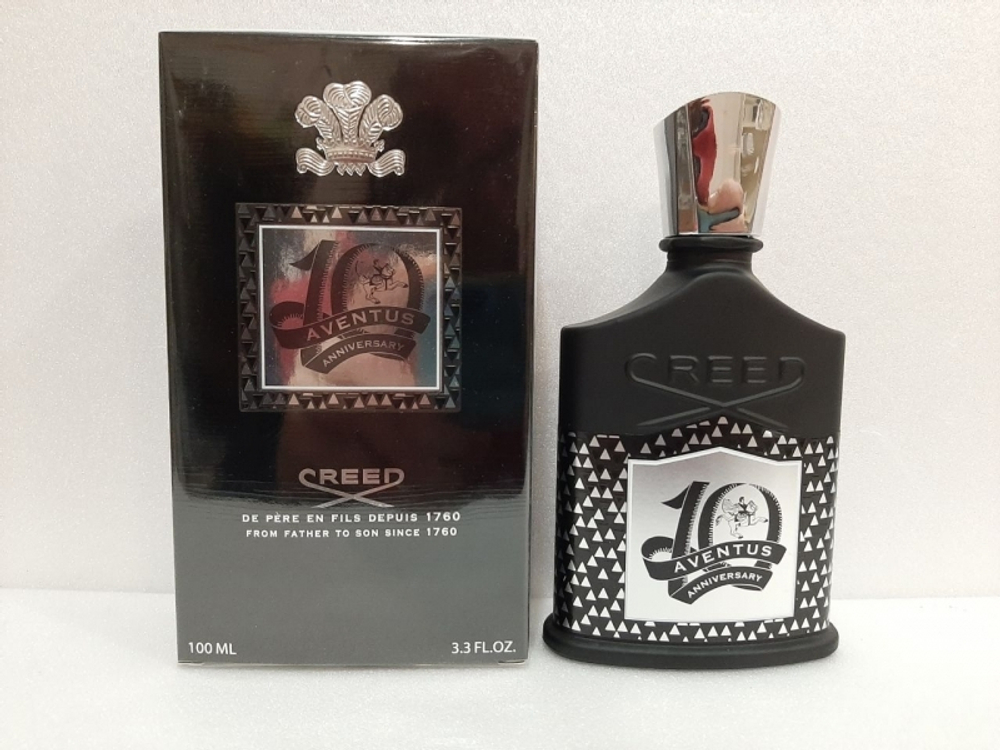 10
AVENTUS
ANNIVERSARY
CREED
DE PÈRE EN FILS DEPUIS 1760
FROM FATHER TO SON SINCE 1760
100 ML 3.3 FL.OZ.
CREED
10
AVENTUS
ANNIVERSARY